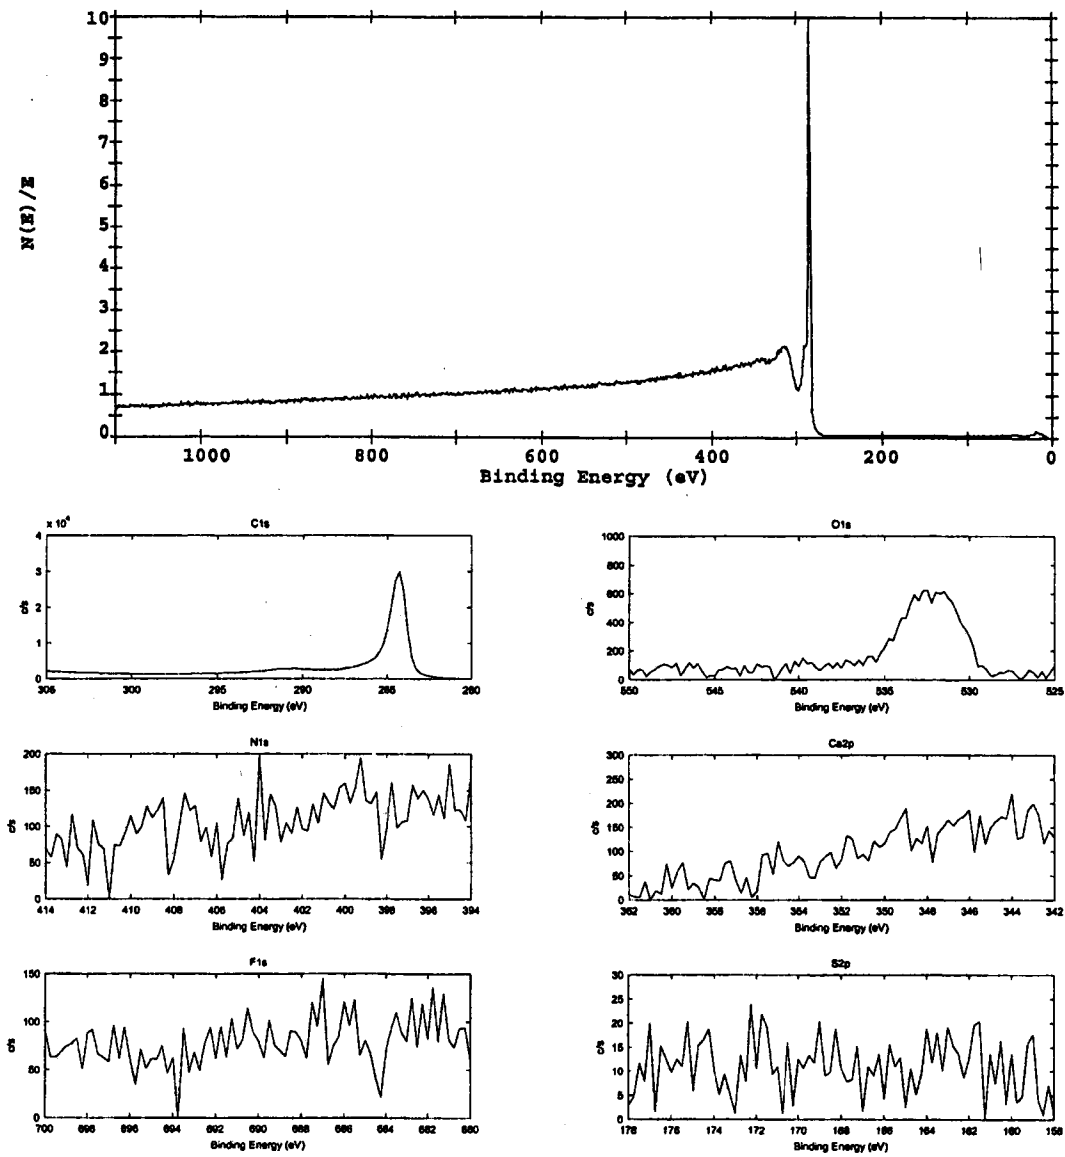 10
9
8
7
6
5
4
3
2
1
0
N(E)/E
1000 800 600 400 200 0
Binding Energy (eV)
x 10^4 C1s
4
3
2
1
0
c/s
305 300 295 290 285 280
Binding Energy (eV)
O1s
1000
800
600
400
200
0
c/s
550 545 540 535 530 525
Binding Energy (eV)
N1s
200
150
100
50
0
c/s
414 412 410 408 406 404 402 400 398 396 394
Binding Energy (eV)
Ca2p
300
250
200
150
100
50
0
c/s
362 360 358 356 354 352 350 348 346 344 342
Binding Energy (eV)
F1s
150
100
50
0
c/s
700 698 696 694 692 690 688 686 684 682 680
Binding Energy (eV)
S2p
30
25
20
15
10
5
0
c/s
178 176 174 172 170 168 166 164 162 160 158
Binding Energy (eV)